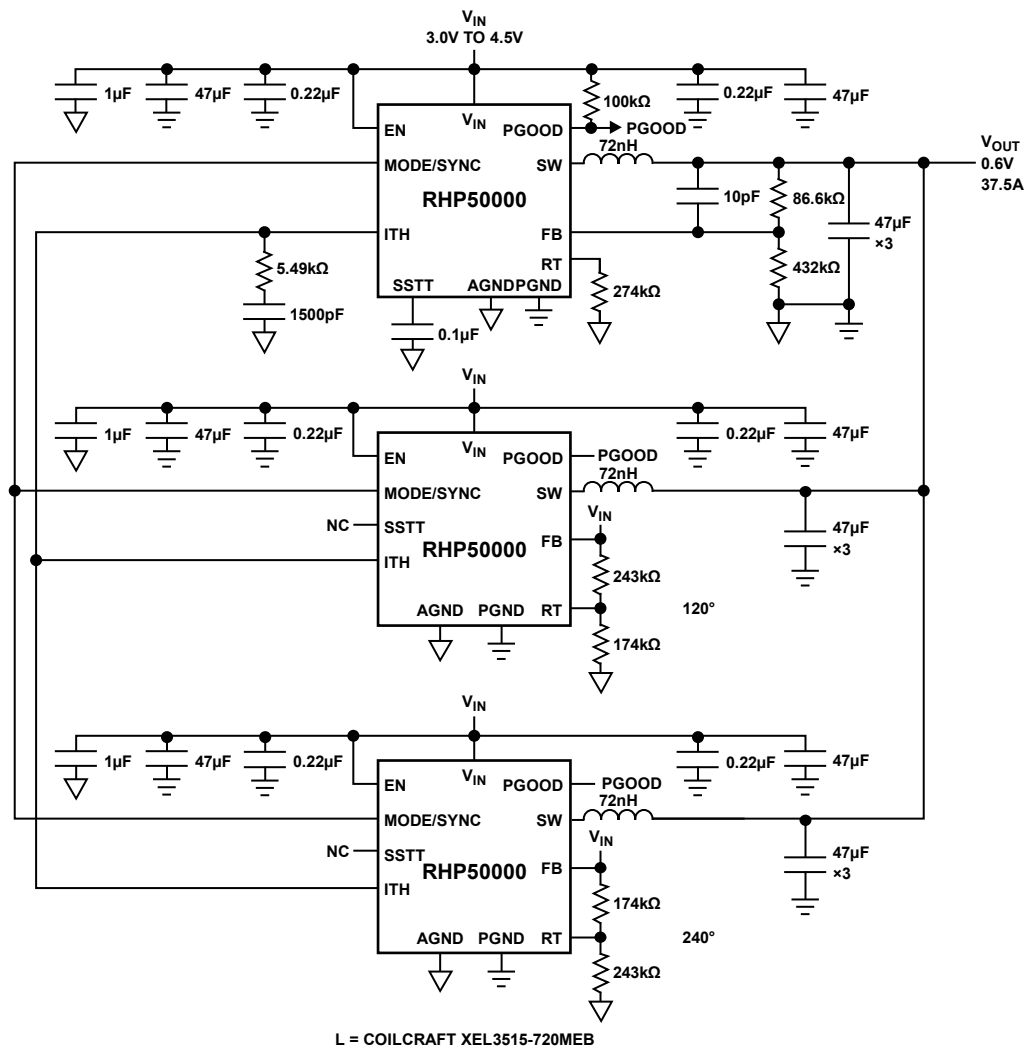 VIN
3.0V TO 4.5V
1µF
47µF
0.22µF
100kΩ
0.22µF
47µF
EN
VIN
PGOOD
PGOOD
72nH
MODE/SYNC
SW
VOUT
0.6V
37.5A
RHP50000
10pF
86.6kΩ
47µF
×3
ITH
FB
5.49kΩ
RT
432kΩ
SSTT
AGND
PGND
274kΩ
1500pF
0.1µF
VIN
1µF
47µF
0.22µF
0.22µF
47µF
VIN
EN
PGOOD
PGOOD
72nH
MODE/SYNC
SW
VIN
NC
SSTT
47µF
×3
RHP50000
FB
ITH
243kΩ
AGND
PGND
RT
120°
174kΩ
VIN
1µF
47µF
0.22µF
0.22µF
47µF
VIN
EN
PGOOD
PGOOD
72nH
MODE/SYNC
SW
VIN
NC
SSTT
47µF
×3
RHP50000
FB
ITH
174kΩ
AGND
PGND
RT
240°
243kΩ
L = COILCRAFT XEL3515-720MEB